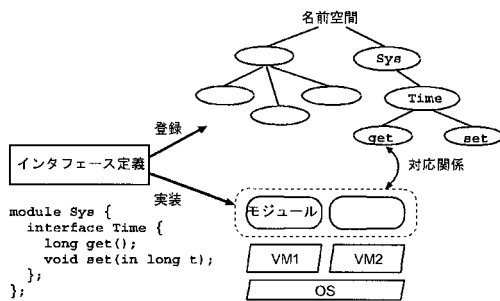 名前空間
Sys
Time
get
set
登録
対応関係
インタフェース定義
実装
モジュール
module Sys {
interface Time {
long get();
void set(in long t);
};
};
VM1
VM2
OS